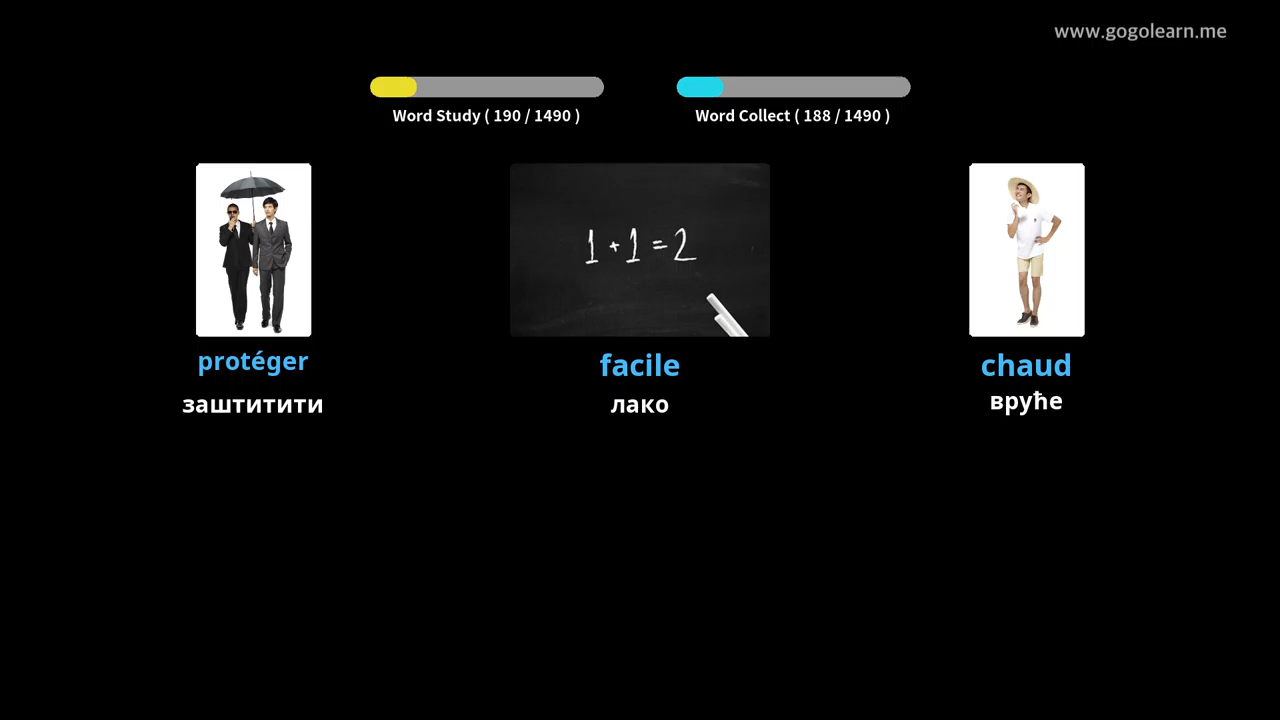 www.gogolearn.me
Word Study ( 190 / 1490 )
Word Collect ( 188 / 1490 )
1 + 1 = 2
protéger
facile
chaud
заштитити
лако
вруће